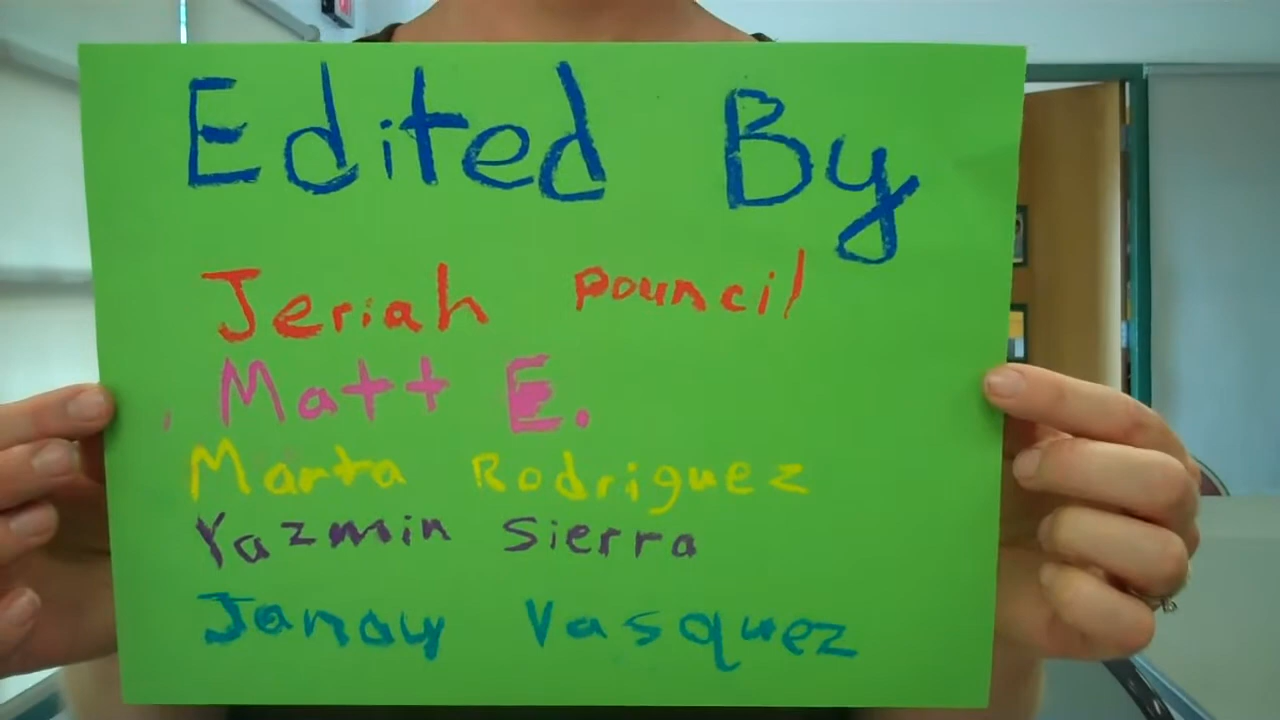 Edited By
Jeriah pouncil
Matt E.
Marta Rodriguez
Yazmin Sierra
Janay Vasquez